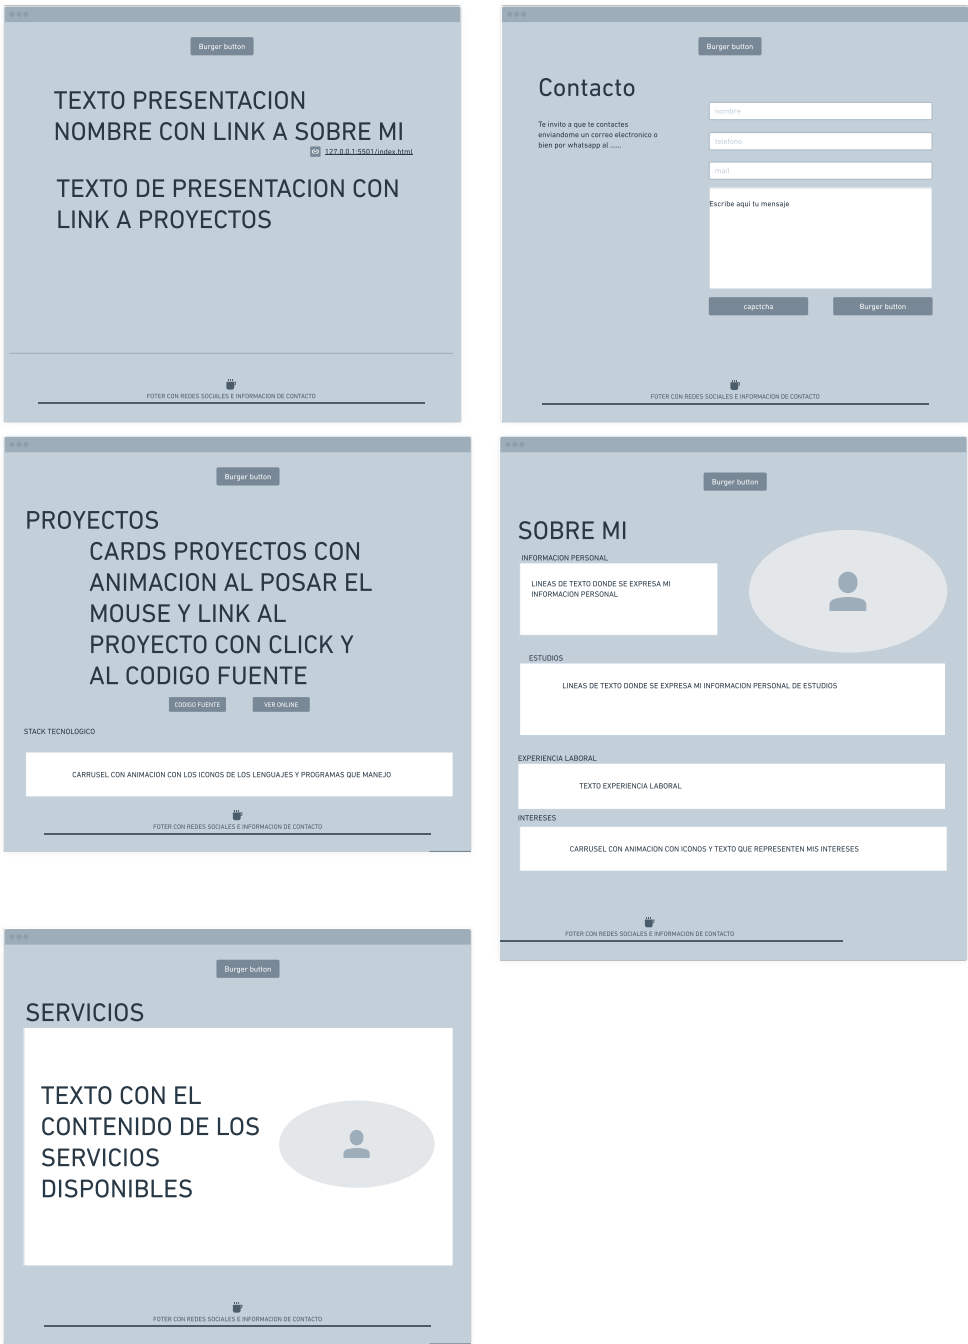 Burger button
TEXTO PRESENTACION
NOMBRE CON LINK A SOBRE MI
127.0.0.1:5501/index.html
TEXTO DE PRESENTACION CON
LINK A PROYECTOS
FOTER CON REDES SOCIALES E INFORMACION DE CONTACTO
Burger button
Contacto
Te invito a que te contactes
enviandome un correo electronico o
bien por whatsapp al ......
nombre
telefono
mail
Escribe aqui tu mensaje
capctcha
Burger button
FOTER CON REDES SOCIALES E INFORMACION DE CONTACTO
Burger button
PROYECTOS
CARDS PROYECTOS CON
ANIMACION AL POSAR EL
MOUSE Y LINK AL
PROYECTO CON CLICK Y
AL CODIGO FUENTE
CODIGO FUENTE
VER ONLINE
STACK TECNOLOGICO
CARRUSEL CON ANIMACION CON LOS ICONOS DE LOS LENGUAJES Y PROGRAMAS QUE MANEJO
FOTER CON REDES SOCIALES E INFORMACION DE CONTACTO
Burger button
SOBRE MI
INFORMACION PERSONAL
LINEAS DE TEXTO DONDE SE EXPRESA MI
INFORMACION PERSONAL
ESTUDIOS
LINEAS DE TEXTO DONDE SE EXPRESA MI INFORMACION PERSONAL DE ESTUDIOS
EXPERIENCIA LABORAL
TEXTO EXPERIENCIA LABORAL
INTERESES
CARRUSEL CON ANIMACION CON ICONOS Y TEXTO QUE REPRESENTEN MIS INTERESES
FOTER CON REDES SOCIALES E INFORMACION DE CONTACTO
Burger button
SERVICIOS
TEXTO CON EL
CONTENIDO DE LOS
SERVICIOS
DISPONIBLES
FOTER CON REDES SOCIALES E INFORMACION DE CONTACTO